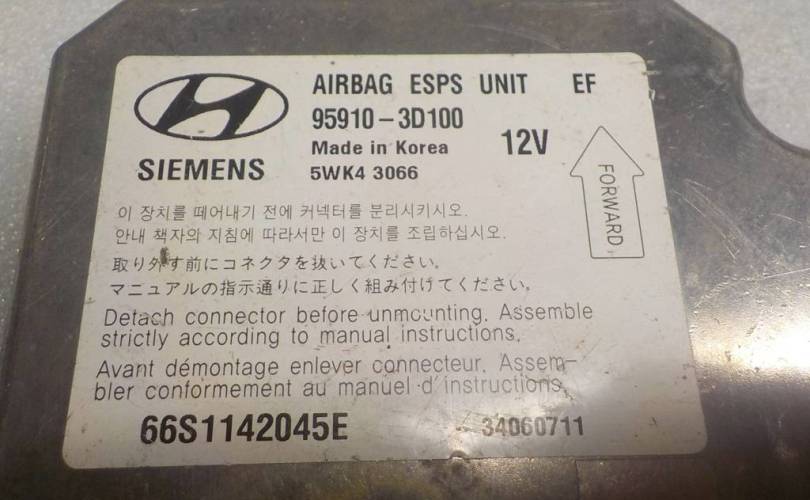 AIRBAG ESPS UNIT EF
95910-3D100
Made in Korea 12V
SIEMENS 5WK4 3066
FORWARD
이 장치를 떼어내기 전에 커넥터를 분리시키시오.
안내 책자와 지침에 따라서만 이 장치를 조립하십시오.
取り外す前にコネクタを抜いてください。
マニュアルの指示通りに正しく組み付けてください。
Detach connector before unmounting. Assemble
strictly according to manual instructions.
Avant démontage enlever connecteur. Assem-
bler conformement au manuel d'instructions.
66S1142045E 34060711